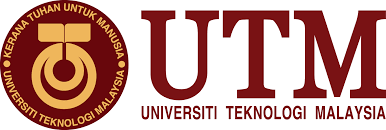 • KERANA TUHAN UNTUK MANUSIA •
UNIVERSITI TEKNOLOGI MALAYSIA
UTM
UNIVERSITI TEKNOLOGI MALAYSIA